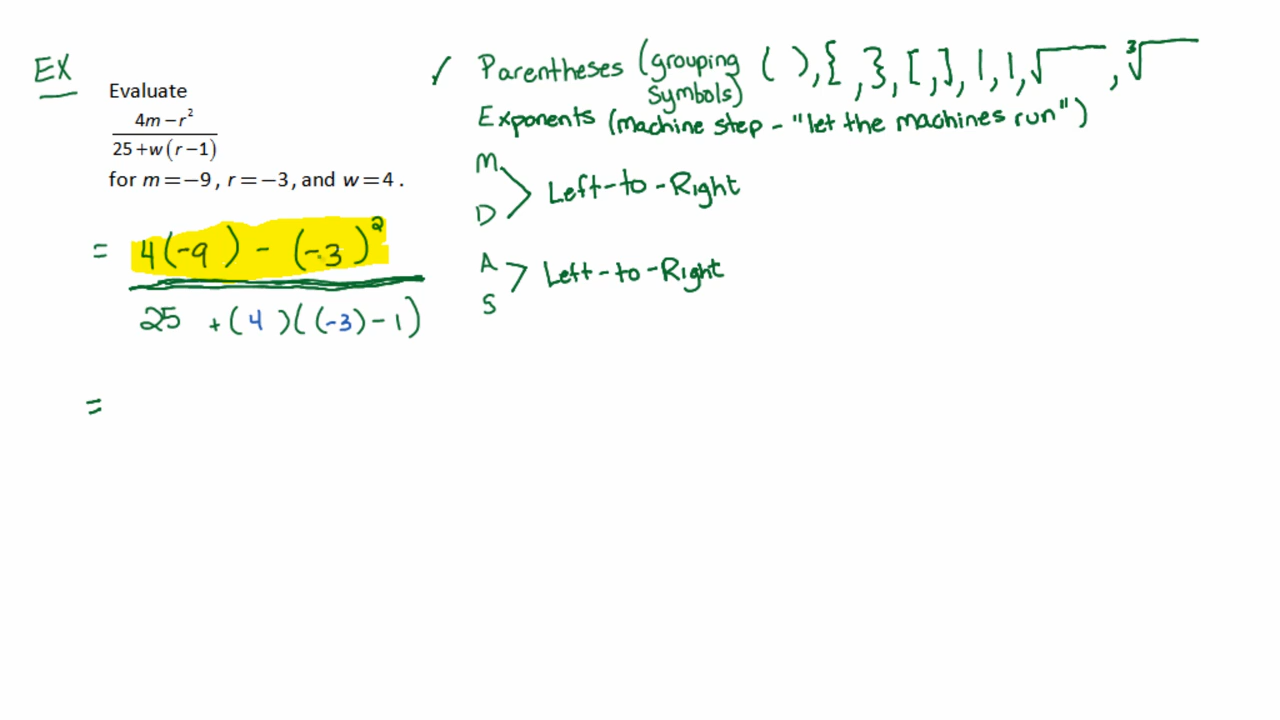 EX
Evaluate
4m − r²
25 + w(r − 1)
for m = −9, r = −3, and w = 4.
= 4(-9) - (-3)²
25 + (4)((-3) - 1)
=
✓ Parentheses (grouping symbols) ( ), {, }, [, ], |, |, √, ∛
Exponents (machine step - "let the machines run")
M
D > Left-to-Right
A
S > Left-to-Right